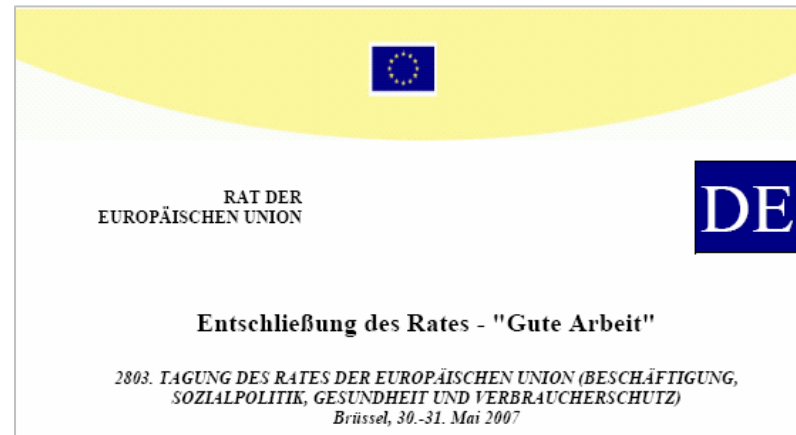 RAT DER
EUROPÄISCHEN UNION
DE
Entschließung des Rates - "Gute Arbeit"
2803. TAGUNG DES RATES DER EUROPÄISCHEN UNION (BESCHÄFTIGUNG,
SOZIALPOLITIK, GESUNDHEIT UND VERBRAUCHERSCHUTZ)
Brüssel, 30.-31. Mai 2007